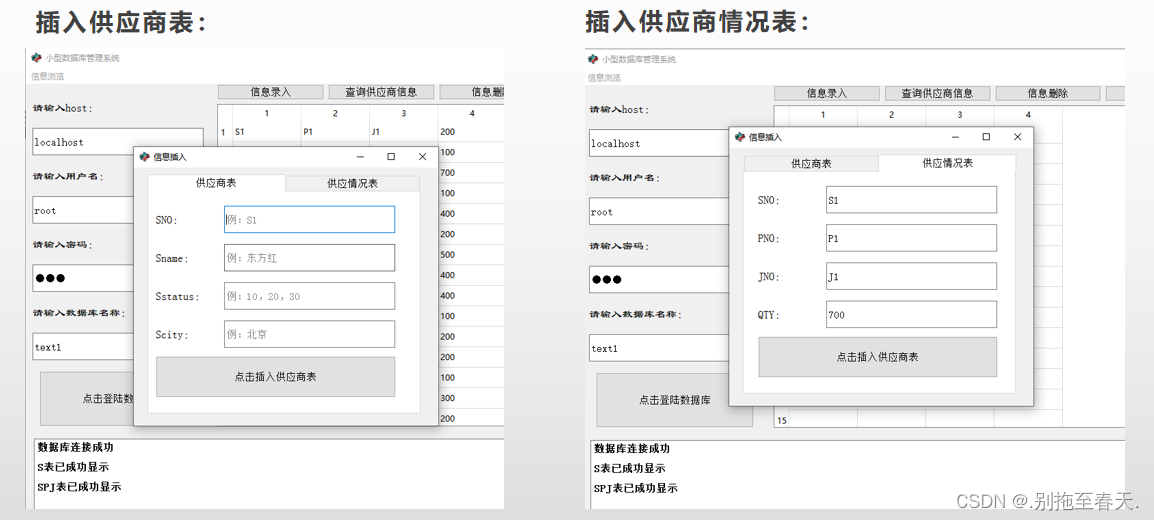 插入供应商表：
小型数据库管理系统
信息浏览
信息录入 查询供应商信息 信息删
请输入host:
1 2 3 4
1 S1 P1 J1 200
localhost
100
信息插入
700
请输入用户名:
供应商表 供应情况表
100
root
400
SNO: 例：S1
200
请输入密码:
Sname: 例：东方红
500
●●●
400
Sstatus: 例：10，20，30
400
请输入数据库名称:
100
Scity: 例：北京
200
text1
200
点击插入供应商表
100
点击登陆数
300
200
数据库连接成功
S表已成功显示
SPJ表已成功显示
插入供应商情况表：
小型数据库管理系统
信息浏览
信息录入 查询供应商信息 信息删除
请输入host:
1 2 3 4
localhost
信息插入
请输入用户名:
供应商表 供应情况表
root
SNO: S1
请输入密码:
PNO: P1
●●●
JNO: J1
请输入数据库名称:
QTY: 700
text1
点击插入供应商表
点击登陆数据库
15
数据库连接成功
S表已成功显示
SPJ表已成功显示
CSDN @.别拖至春天.